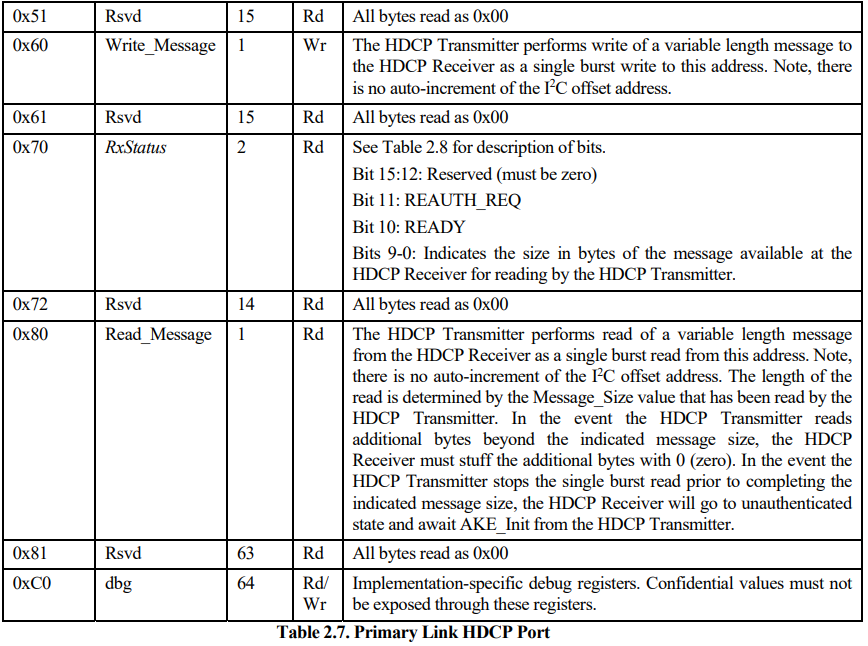 0x51 Rsvd 15 Rd All bytes read as 0x00
0x60 Write_Message 1 Wr The HDCP Transmitter performs write of a variable length message to
the HDCP Receiver as a single burst write to this address. Note, there
is no auto-increment of the I²C offset address.
0x61 Rsvd 15 Rd All bytes read as 0x00
0x70 RxStatus 2 Rd See Table 2.8 for description of bits.
Bit 15:12: Reserved (must be zero)
Bit 11: REAUTH_REQ
Bit 10: READY
Bits 9-0: Indicates the size in bytes of the message available at the
HDCP Receiver for reading by the HDCP Transmitter.
0x72 Rsvd 14 Rd All bytes read as 0x00
0x80 Read_Message 1 Rd The HDCP Transmitter performs read of a variable length message
from the HDCP Receiver as a single burst read from this address. Note,
there is no auto-increment of the I²C offset address. The length of the
read is determined by the Message_Size value that has been read by the
HDCP Transmitter. In the event the HDCP Transmitter reads
additional bytes beyond the indicated message size, the HDCP
Receiver must stuff the additional bytes with 0 (zero). In the event the
HDCP Transmitter stops the single burst read prior to completing the
indicated message size, the HDCP Receiver will go to unauthenticated
state and await AKE_Init from the HDCP Transmitter.
0x81 Rsvd 63 Rd All bytes read as 0x00
0xC0 dbg 64 Rd/ Implementation-specific debug registers. Confidential values must not
Wr be exposed through these registers.
Table 2.7. Primary Link HDCP Port